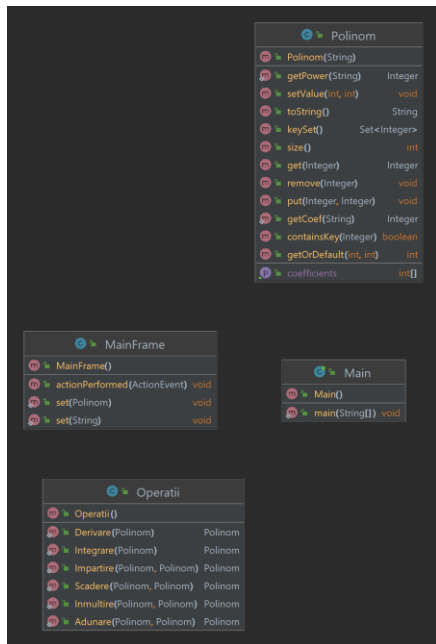 Polinom
Polinom(String)
getPower(String) Integer
setValue(int, int) void
toString() String
keySet() Set<Integer>
size() int
get(Integer) Integer
remove(Integer) void
put(Integer, Integer) void
getCoef(String) Integer
containsKey(Integer) boolean
getOrDefault(int, int) int
coefficients int[]
MainFrame
MainFrame()
actionPerformed(ActionEvent) void
set(Polinom) void
set(String) void
Main
Main()
main(String[]) void
Operatii
Operatii()
Derivare(Polinom) Polinom
Integrare(Polinom) Polinom
Impartire(Polinom, Polinom) Polinom
Scadere(Polinom, Polinom) Polinom
Inmultire(Polinom, Polinom) Polinom
Adunare(Polinom, Polinom) Polinom